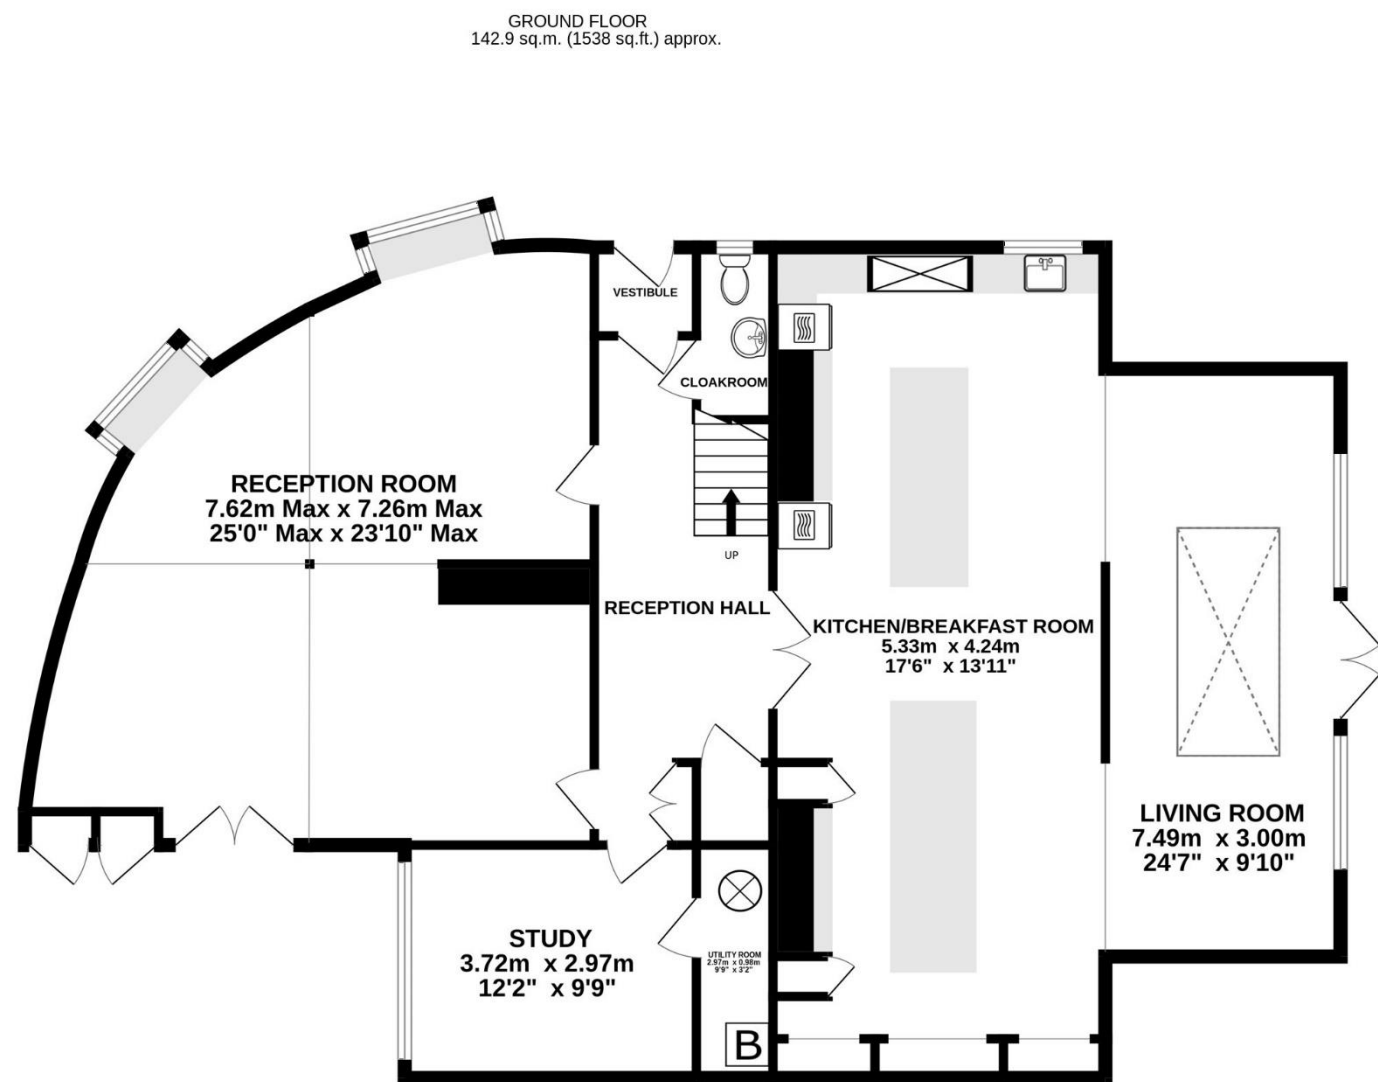 GROUND FLOOR
142.9 sq.m. (1538 sq.ft.) approx.
VESTIBULE
CLOAKROOM
RECEPTION ROOM
7.62m Max x 7.26m Max
25'0" Max x 23'10" Max
UP
RECEPTION HALL
KITCHEN/BREAKFAST ROOM
5.33m x 4.24m
17'6" x 13'11"
LIVING ROOM
7.49m x 3.00m
24'7" x 9'10"
STUDY
3.72m x 2.97m
12'2" x 9'9"
UTILITY ROOM
2.97m x 0.98m
9'9" x 3'2"
B